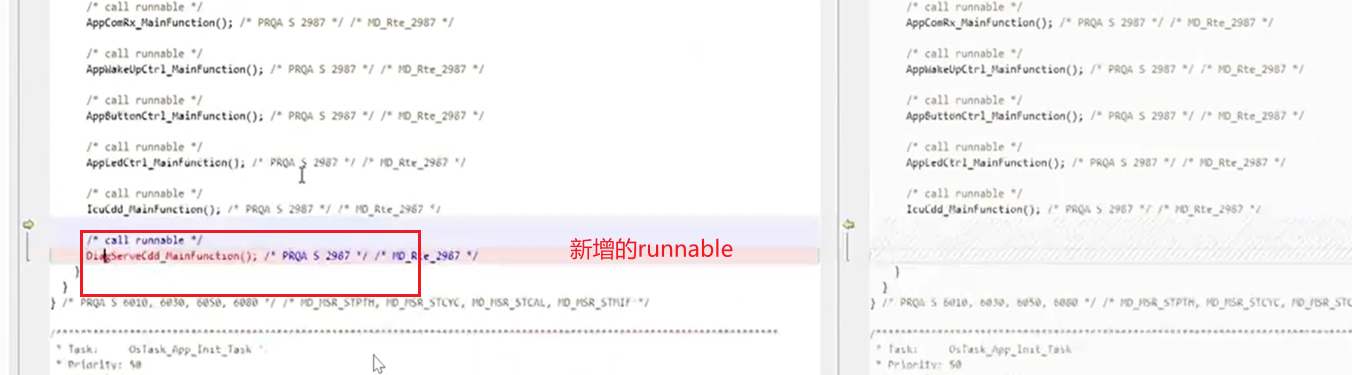 /* call runnable */
AppComRx_MainFunction(); /* PRQA S 2987 */ /* MD_Rte_2987 */
/* call runnable */
AppWakeUpCtrl_MainFunction(); /* PRQA S 2987 */ /* MD_Rte_2987 */
/* call runnable */
AppButtonCtrl_MainFunction(); /* PRQA S 2987 */ /* MD_Rte_2987 */
/* call runnable */
AppLedCtrl_MainFunction(); /* PRQA S 2987 */ /* MD_Rte_2987 */
/* call runnable */
IcuCdd_MainFunction(); /* PRQA S 2987 */ /* MD_Rte_2987 */
/* call runnable */
DiagServeCdd_MainFunction(); /* PRQA S 2987 */ /* MD_Rte_2987 */
新增的runnable
}
}
} /* PRQA S 6010, 6030, 6050, 6080 */ /* MD_MSR_STPTH, MD_MSR_STCYC, MD_MSR_STCAL, MD_MSR_STMIF */
* Task: OsTask_App_Init_Task
* Priority: 50
/* call runnable */
AppComRx_MainFunction(); /* PRQA S 2987 */ /* MD_Rte_2987 */
/* call runnable */
AppWakeUpCtrl_MainFunction(); /* PRQA S 2987 */ /* MD_Rte_2987 */
/* call runnable */
AppButtonCtrl_MainFunction(); /* PRQA S 2987 */ /* MD_Rte_2987 */
/* call runnable */
AppLedCtrl_MainFunction(); /* PRQA S 2987 */ /* MD_Rte_2987 */
/* call runnable */
IcuCdd_MainFunction(); /* PRQA S 2987 */ /* MD_Rte_2987 */
}
}
} /* PRQA S 6010, 6030, 6050, 6080 */ /* MD_MSR_STPTH, MD_MSR_STCYC, MD_MSR_STC
* Task: OsTask_App_Init_Task
* Priority: 50